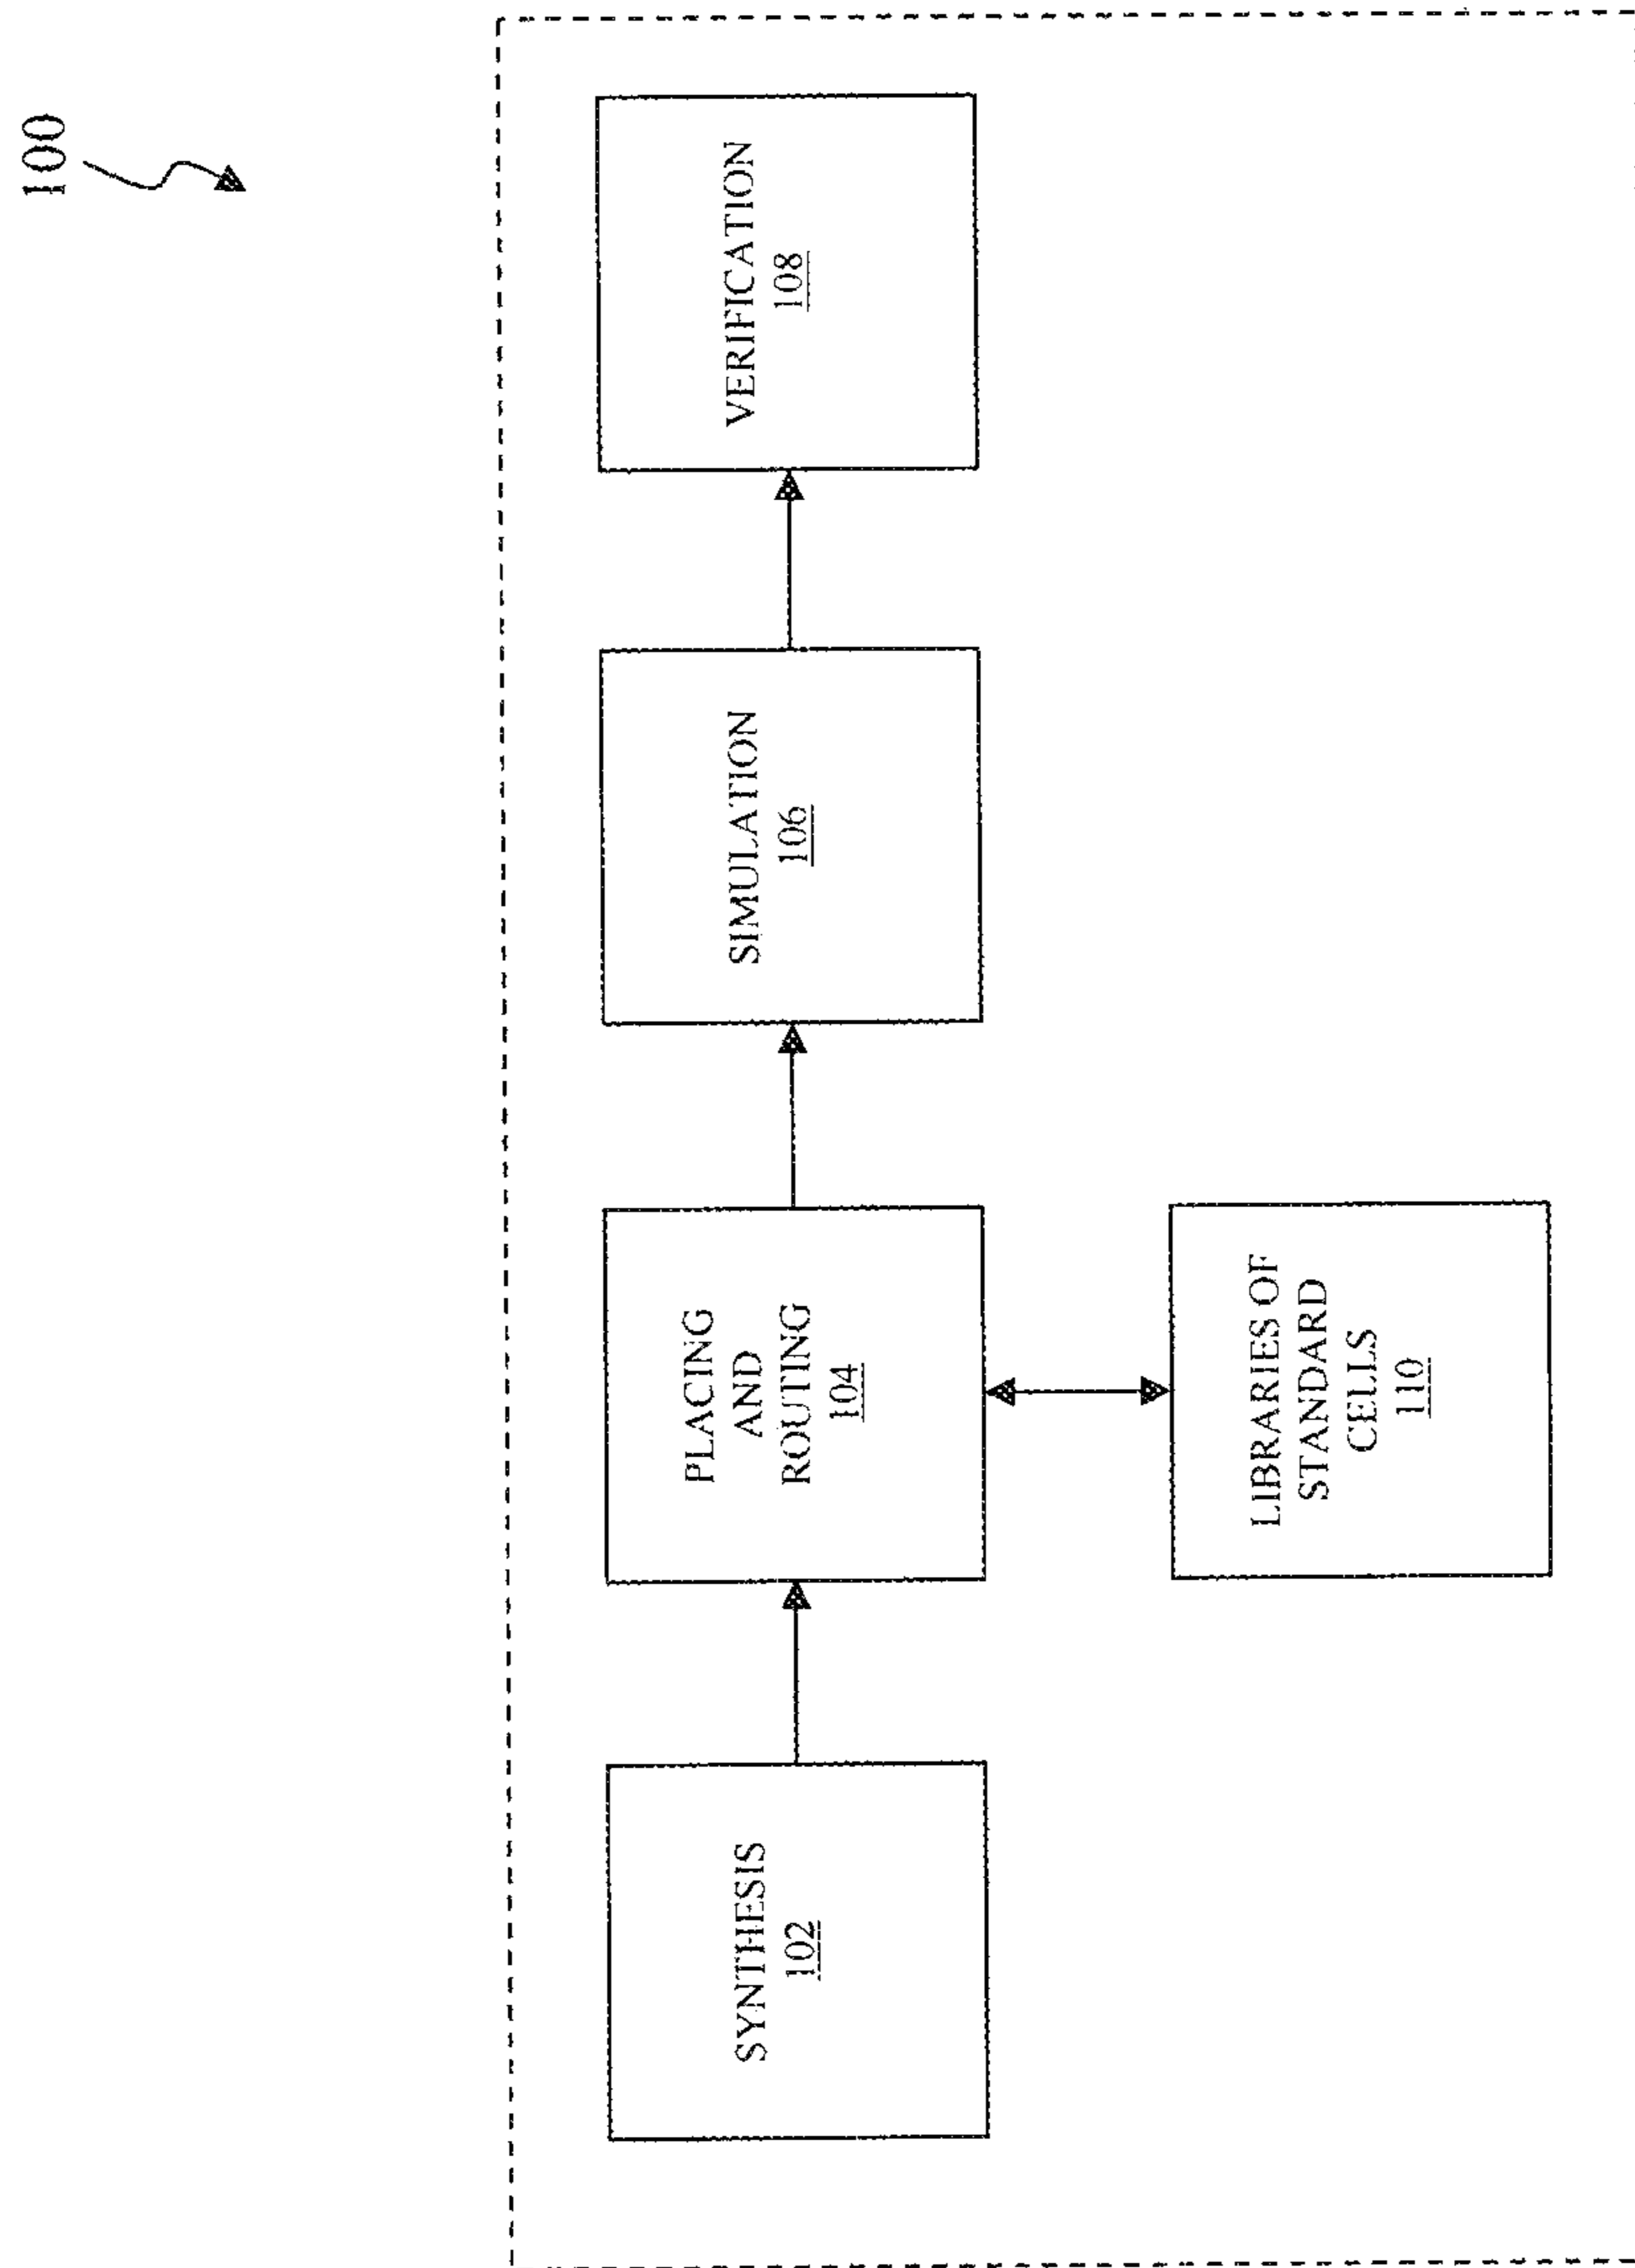 100
SYNTHESIS
102
PLACING
AND
ROUTING
104
SIMULATION
106
VERIFICATION
108
LIBRARIES OF
STANDARD
CELLS
110